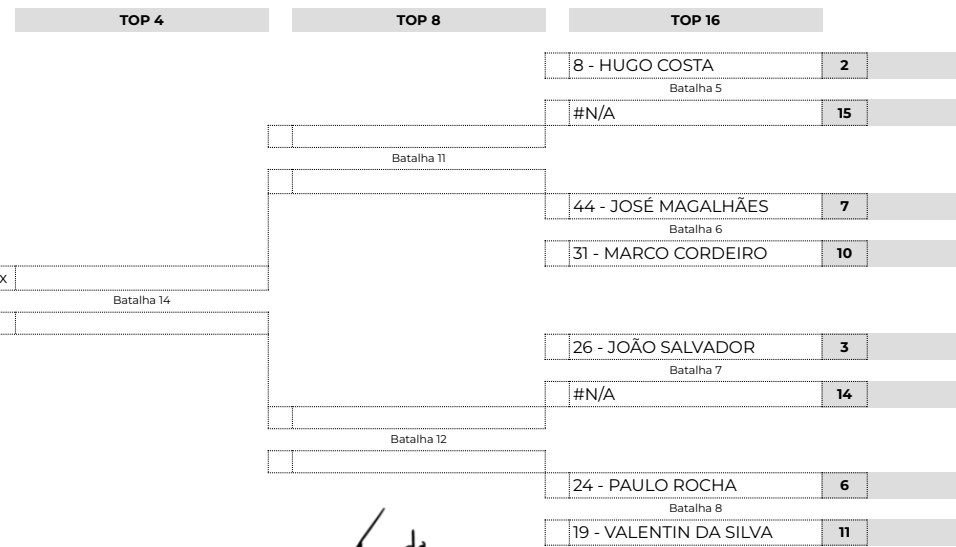 TOP 4 TOP 8 TOP 16
8 - HUGO COSTA 2
Batalha 5
#N/A 15
Batalha 11
44 - JOSÉ MAGALHÃES 7
Batalha 6
31 - MARCO CORDEIRO 10
x
Batalha 14
26 - JOÃO SALVADOR 3
Batalha 7
#N/A 14
Batalha 12
24 - PAULO ROCHA 6
Batalha 8
19 - VALENTIN DA SILVA 11